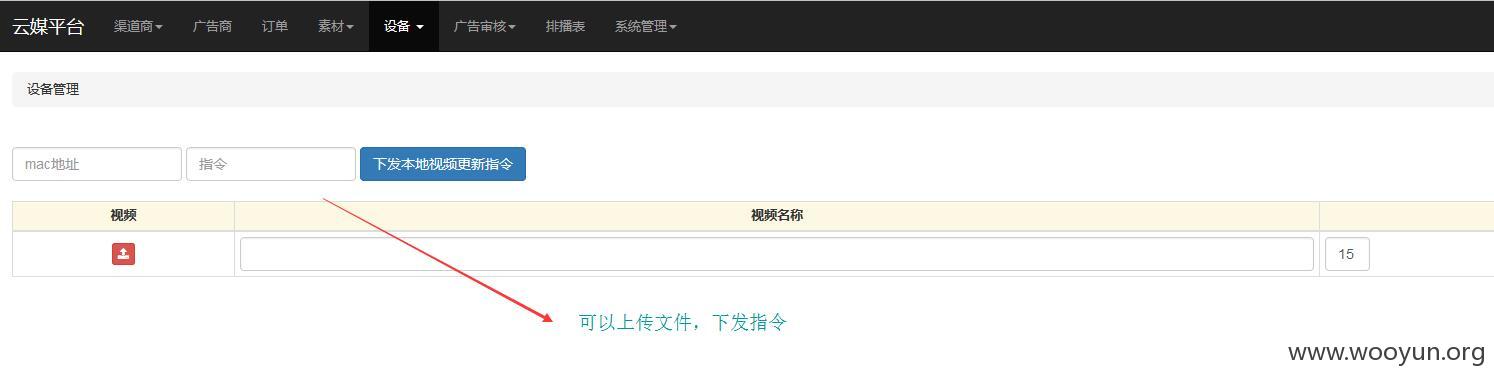 云媒平台 渠道商 广告商 订单 素材 设备 广告审核 排播表 系统管理
设备管理
mac地址 指令 下发本地视频更新指令
视频 视频名称
15
可以上传文件，下发指令
www.wooyun.org